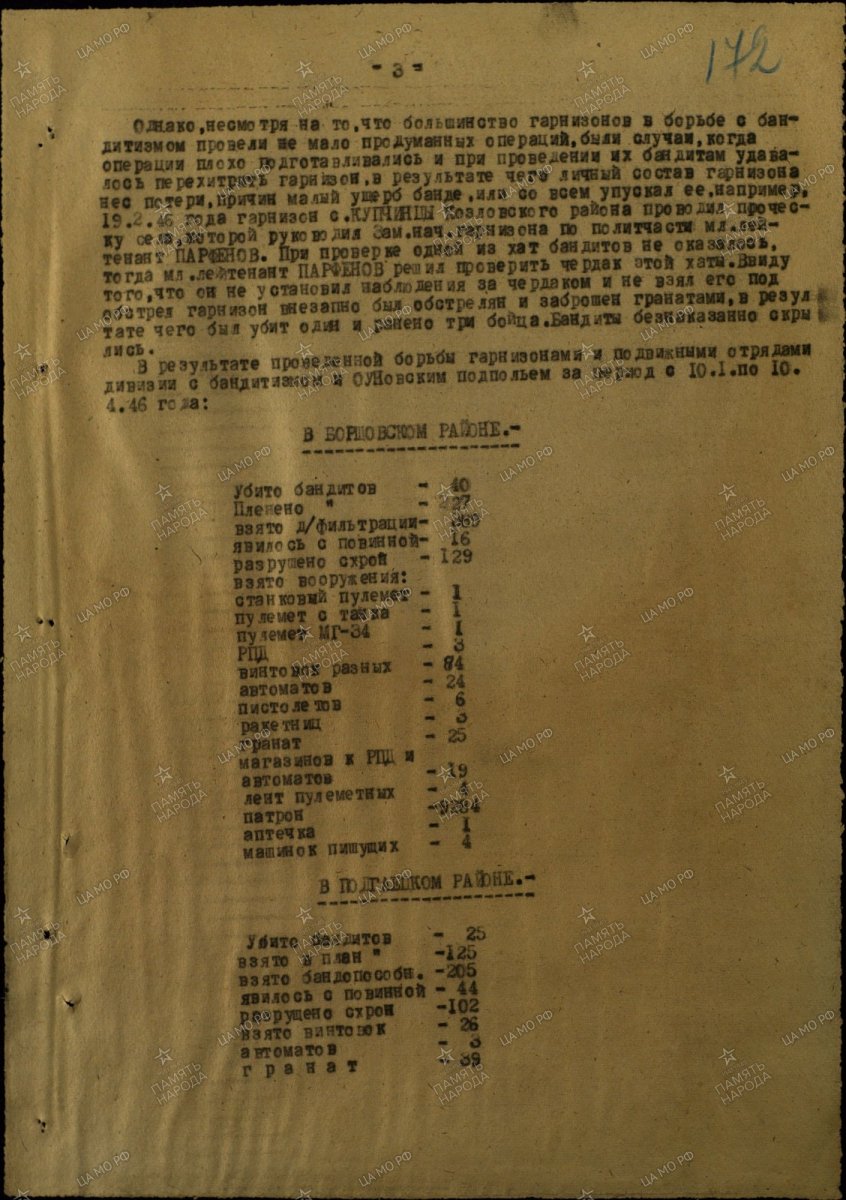 172
- 3 -
Однако,несмотря на то,что большинство гарнизонов в борьбе с бан-
дитизмом провели не мало продуманных операций,были случаи,когда
операции плохо подготавливались и при проведении их бандитам удава-
лось перехитрить гарнизон,в результате чего личный состав гарнизона
нес потери,причин малый ущерб банде,или со всем упускал ее,например,
19.2.46 года гарнизон с.КУПЧИНЦЫ Козловского района проводил прочес-
ку села,которой руководил Зам.нач.гарнизона по политчасти мл.лей-
тенант ПАРФЕНОВ. При проверке одной из хат бандитов не оказалось,
тогда мл.лейтенант ПАРФЕНОВ решил проверить чердак этой хаты.Ввиду
того,что он не установил наблюдения за чердаком и не взял его под
обстрел гарнизон внезапно был обстрелян и заброшен гранатами,в резул
тате чего был убит один и ранено три бойца.Бандиты безнаказанно скры
лись.
В результате проведенной борьбы гарнизонами и подвижными отрядами
дивизии с бандитизмом и ОУНовским подпольем за период с 10.I.по 10.
4.46 года:
В БОРЩОВСКОМ РАЙОНЕ.-
Убито бандитов - 40
Пленено " - 27
взято д/фильтрации-
явилось с повинной- 16
разрушено схрон - 129
взято вооружения:
станковый пулемет - 1
пулемет с танка - 1
пулемет МГ-34 - 1
РПД - 3
винтовок разных - 84
автоматов - 24
пистолетов - 6
ракетниц - 3
гранат - 25
магазинов к РПД и
автоматов - 19
лент пулеметных - 4
патрон
аптечка - 1
машинок пишущих - 4
В ПОДГАЕЦКОМ РАЙОНЕ.-
Убито бандитов - 25
взято в плен " -125
взято бандпособн. -205
явилось с повинной - 44
разрушено схрон -102
взято винтовок - 26
автоматов - 3
г р а н а т - 39
ПАМЯТЬ НАРОДА
ЦА МО РФ